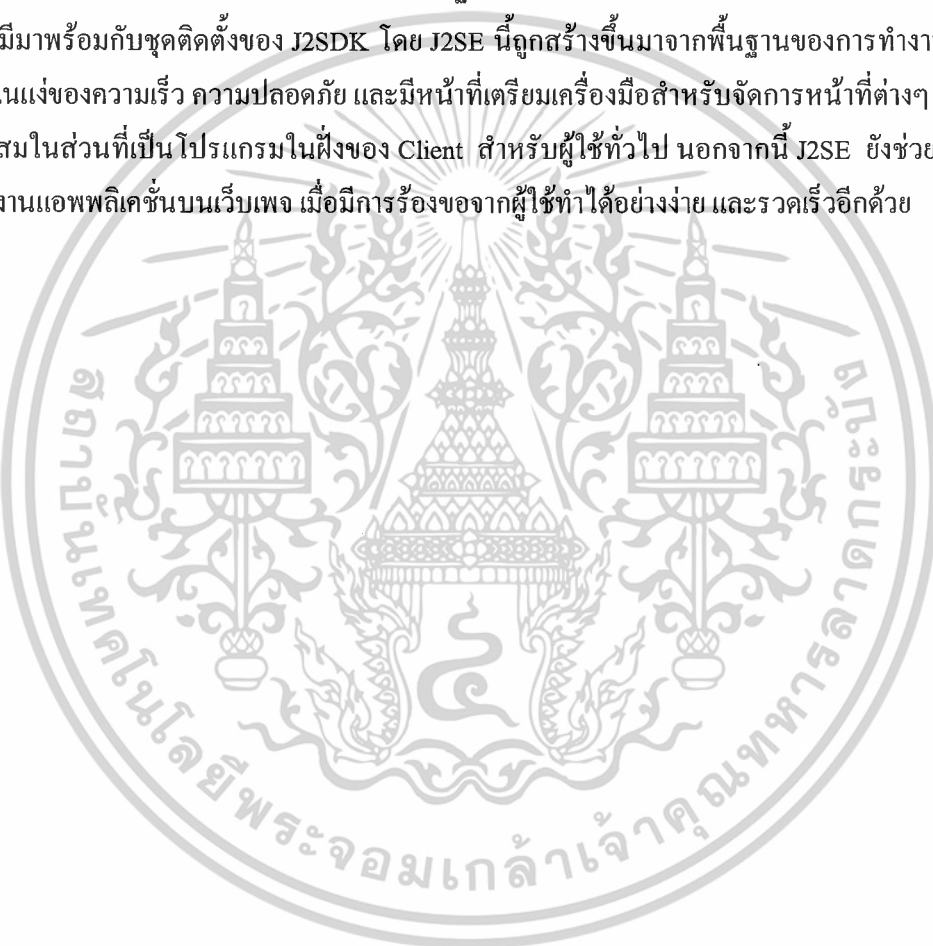 มีมาพร้อมกับชุดติดตั้งของ J2SDK โดย J2SE นี้ถูกสร้างขึ้นมาจากพื้นฐานของการทำงา
นแง่ของความเร็ว ความปลอดภัย และมีหน้าที่เตรียมเครื่องมือสำหรับจัดการหน้าที่ต่างๆ
สมในส่วนที่เป็นโปรแกรมในฝั่งของ Client สำหรับผู้ใช้ทั่วไป นอกจากนี้ J2SE ยังช่วย
งานแอพพลิเคชั่นบนเว็บเพจ เมื่อมีการร้องขอจากผู้ใช้ทำได้อย่างง่าย และรวดเร็วอีกด้วย
๔
สถาบันเทคโนโลยีพระจอมเกล้าเจ้าคุณทหารลาดกระบัง